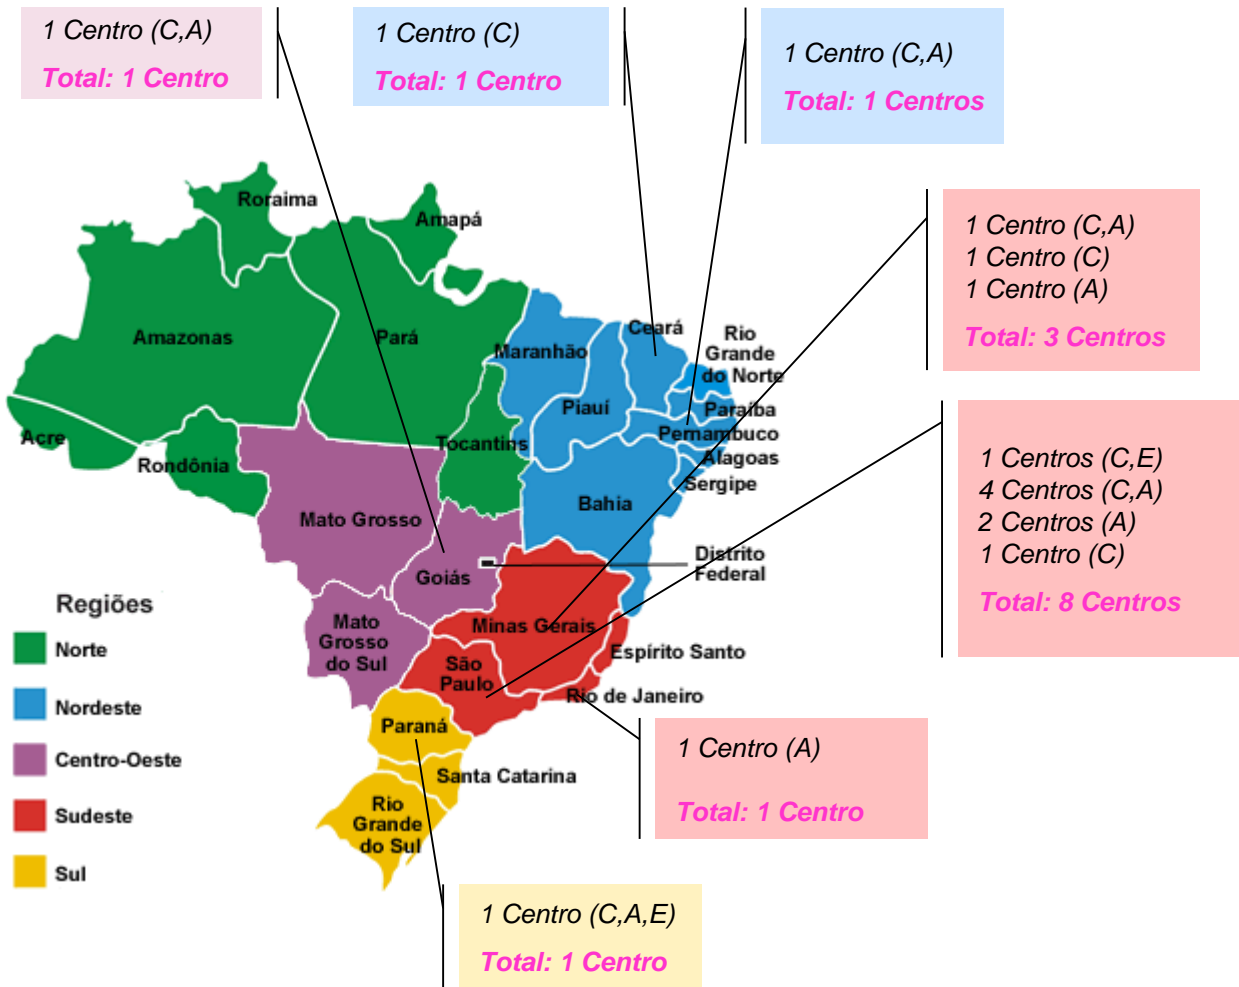 1 Centro (C,A)
Total: 1 Centro
1 Centro (C)
Total: 1 Centro
1 Centro (C,A)
Total: 1 Centros
1 Centro (C,A)
1 Centro (C)
1 Centro (A)
Total: 3 Centros
1 Centros (C,E)
4 Centros (C,A)
2 Centros (A)
1 Centro (C)
Total: 8 Centros
Roraima
Amapá
Amazonas
Pará
Maranhão
Ceará
Rio
Grande
do Norte
Piauí
Paraíba
Pernambuco
Acre
Rondônia
Tocantins
Alagoas
Sergipe
Bahia
Mato Grosso
Goiás
Distrito
Federal
Mato
Grosso
do Sul
Minas Gerais
Espírito Santo
São
Paulo
Rio de Janeiro
Paraná
Santa Catarina
Rio
Grande
do Sul
Regiões
Norte
Nordeste
Centro-Oeste
Sudeste
Sul
1 Centro (A)
Total: 1 Centro
1 Centro (C,A,E)
Total: 1 Centro